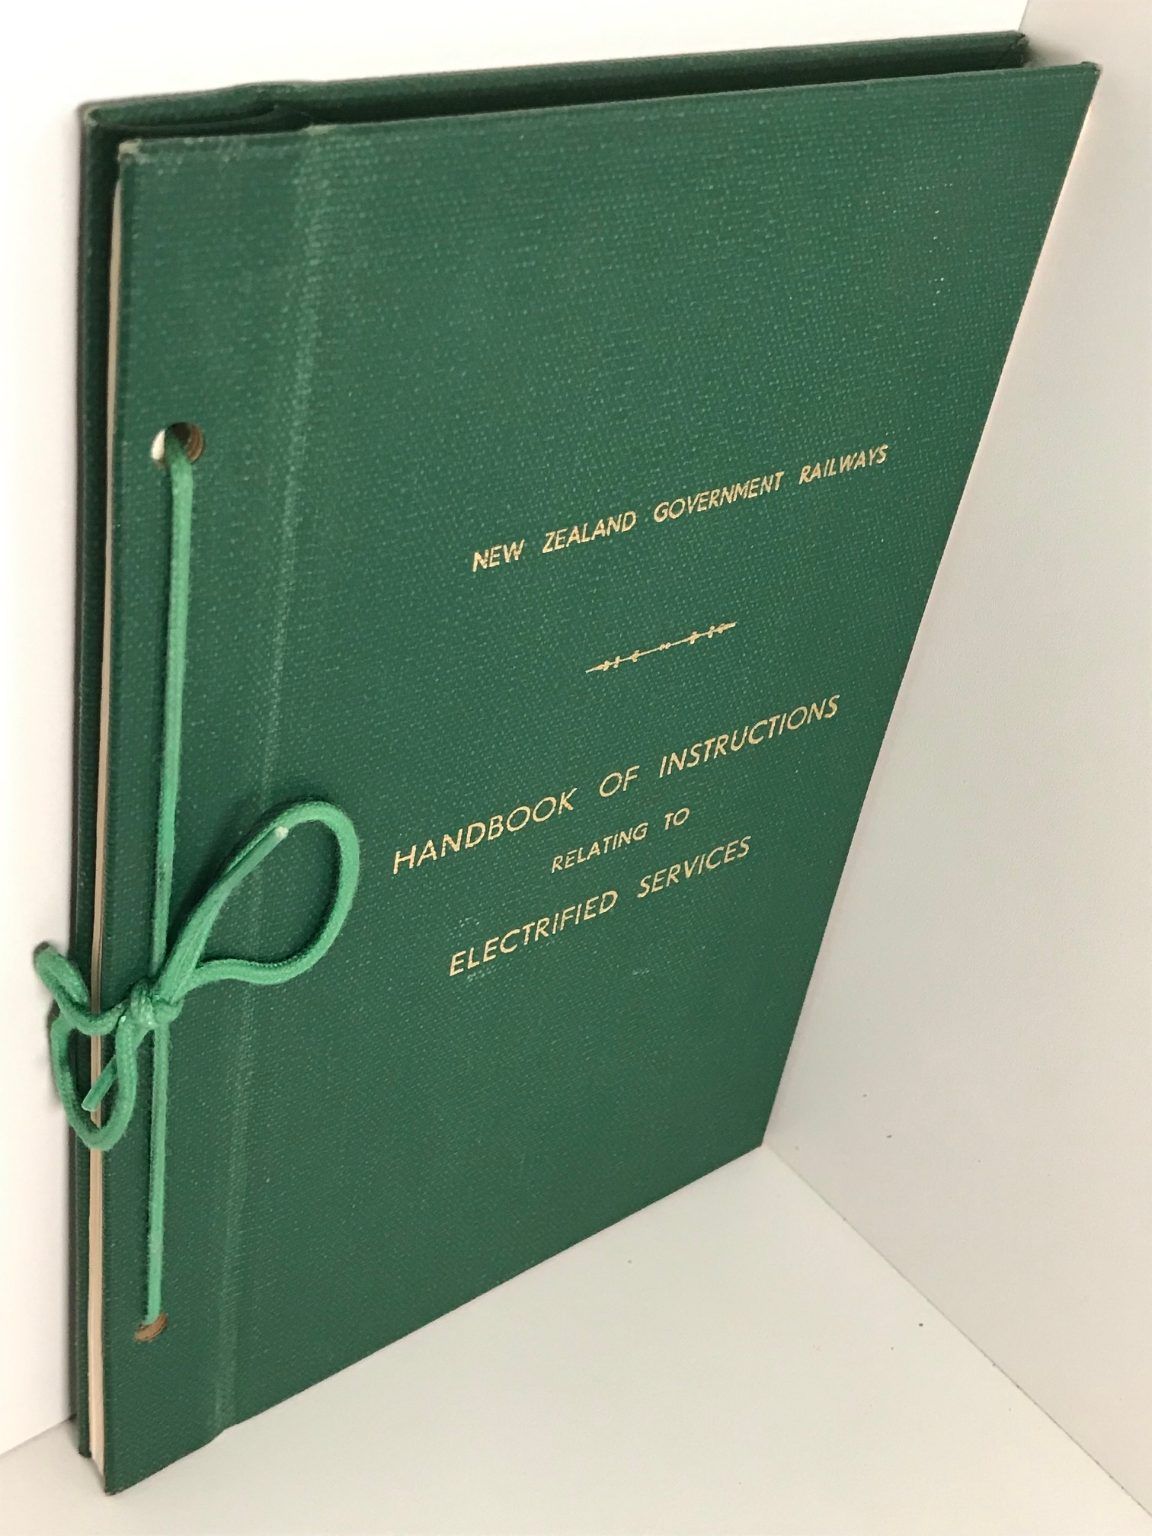 NEW ZEALAND GOVERNMENT RAILWAYS
HANDBOOK OF INSTRUCTIONS
RELATING TO
ELECTRIFIED SERVICES